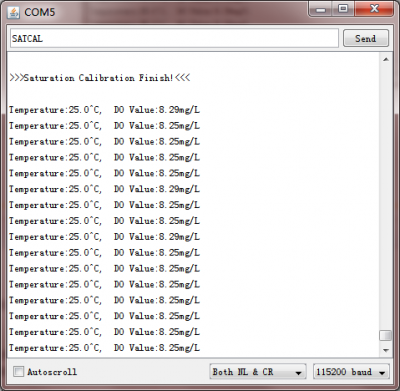 COM5
SATCAL
Send
>>>Saturation Calibration Finish!<<<
Temperature:25.0^C, DO Value:8.29mg/L
Temperature:25.0^C, DO Value:8.25mg/L
Temperature:25.0^C, DO Value:8.25mg/L
Temperature:25.0^C, DO Value:8.25mg/L
Temperature:25.0^C, DO Value:8.25mg/L
Temperature:25.0^C, DO Value:8.29mg/L
Temperature:25.0^C, DO Value:8.25mg/L
Temperature:25.0^C, DO Value:8.25mg/L
Temperature:25.0^C, DO Value:8.29mg/L
Temperature:25.0^C, DO Value:8.25mg/L
Temperature:25.0^C, DO Value:8.25mg/L
Temperature:25.0^C, DO Value:8.25mg/L
Temperature:25.0^C, DO Value:8.25mg/L
Temperature:25.0^C, DO Value:8.25mg/L
Temperature:25.0^C, DO Value:8.25mg/L
Temperature:25.0^C, DO Value:8.25mg/L
Autoscroll
Both NL & CR
115200 baud